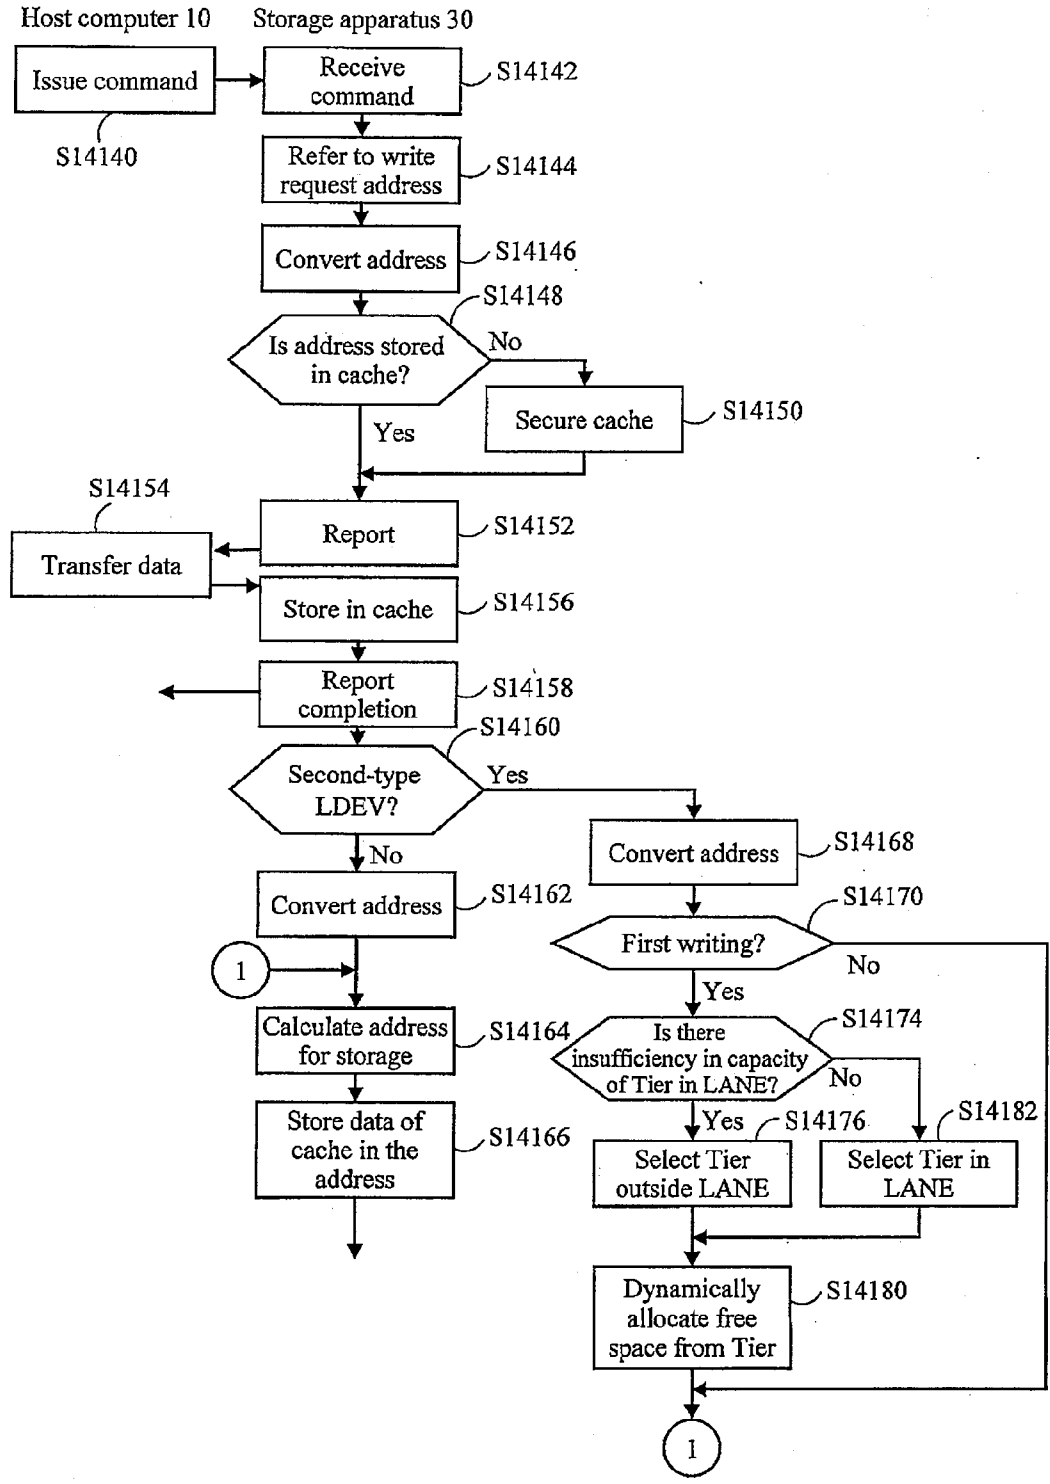 Host computer 10
Storage apparatus 30
Issue command
S14140
Receive
command
S14142
Refer to write
request address
S14144
Convert address
S14146
Is address stored
in cache?
S14148
No
Secure cache
S14150
Yes
Report
S14152
S14154
Transfer data
Store in cache
S14156
Report
completion
S14158
Second-type
LDEV?
S14160
Yes
No
Convert address
S14162
1
Calculate address
for storage
S14164
Store data of
cache in the
address
S14166
Convert address
S14168
First writing?
S14170
No
Yes
Is there
insufficiency in capacity
of Tier in LANE?
S14174
No
Yes
Select Tier
outside LANE
S14176
Select Tier in
LANE
S14182
Dynamically
allocate free
space from Tier
S14180
1